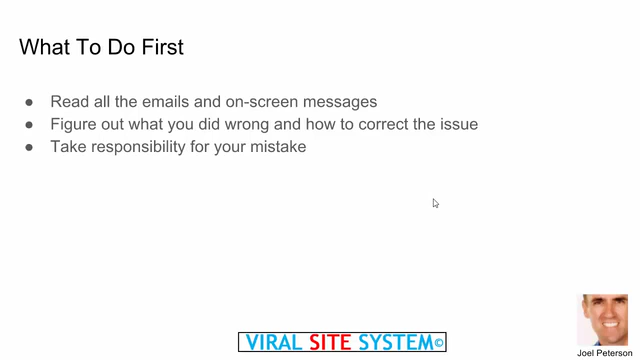 What To Do First
● Read all the emails and on-screen messages
● Figure out what you did wrong and how to correct the issue
● Take responsibility for your mistake
VIRAL SITE SYSTEM©
Joel Peterson